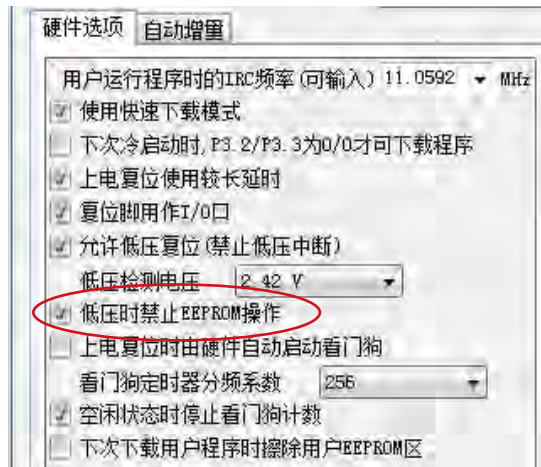 硬件选项 自动增量
用户运行程序时的IRC频率(可输入) 11.0592 MHz
使用快速下载模式
下次冷启动时, P3.2/P3.3为0/0才可下载程序
上电复位使用较长延时
复位脚用作I/O口
允许低压复位(禁止低压中断)
低压检测电压 2.42 V
低压时禁止EEPROM操作
上电复位时由硬件自动启动看门狗
看门狗定时器分频系数 256
空闲状态时停止看门狗计数
下次下载用户程序时擦除用户EEPROM区